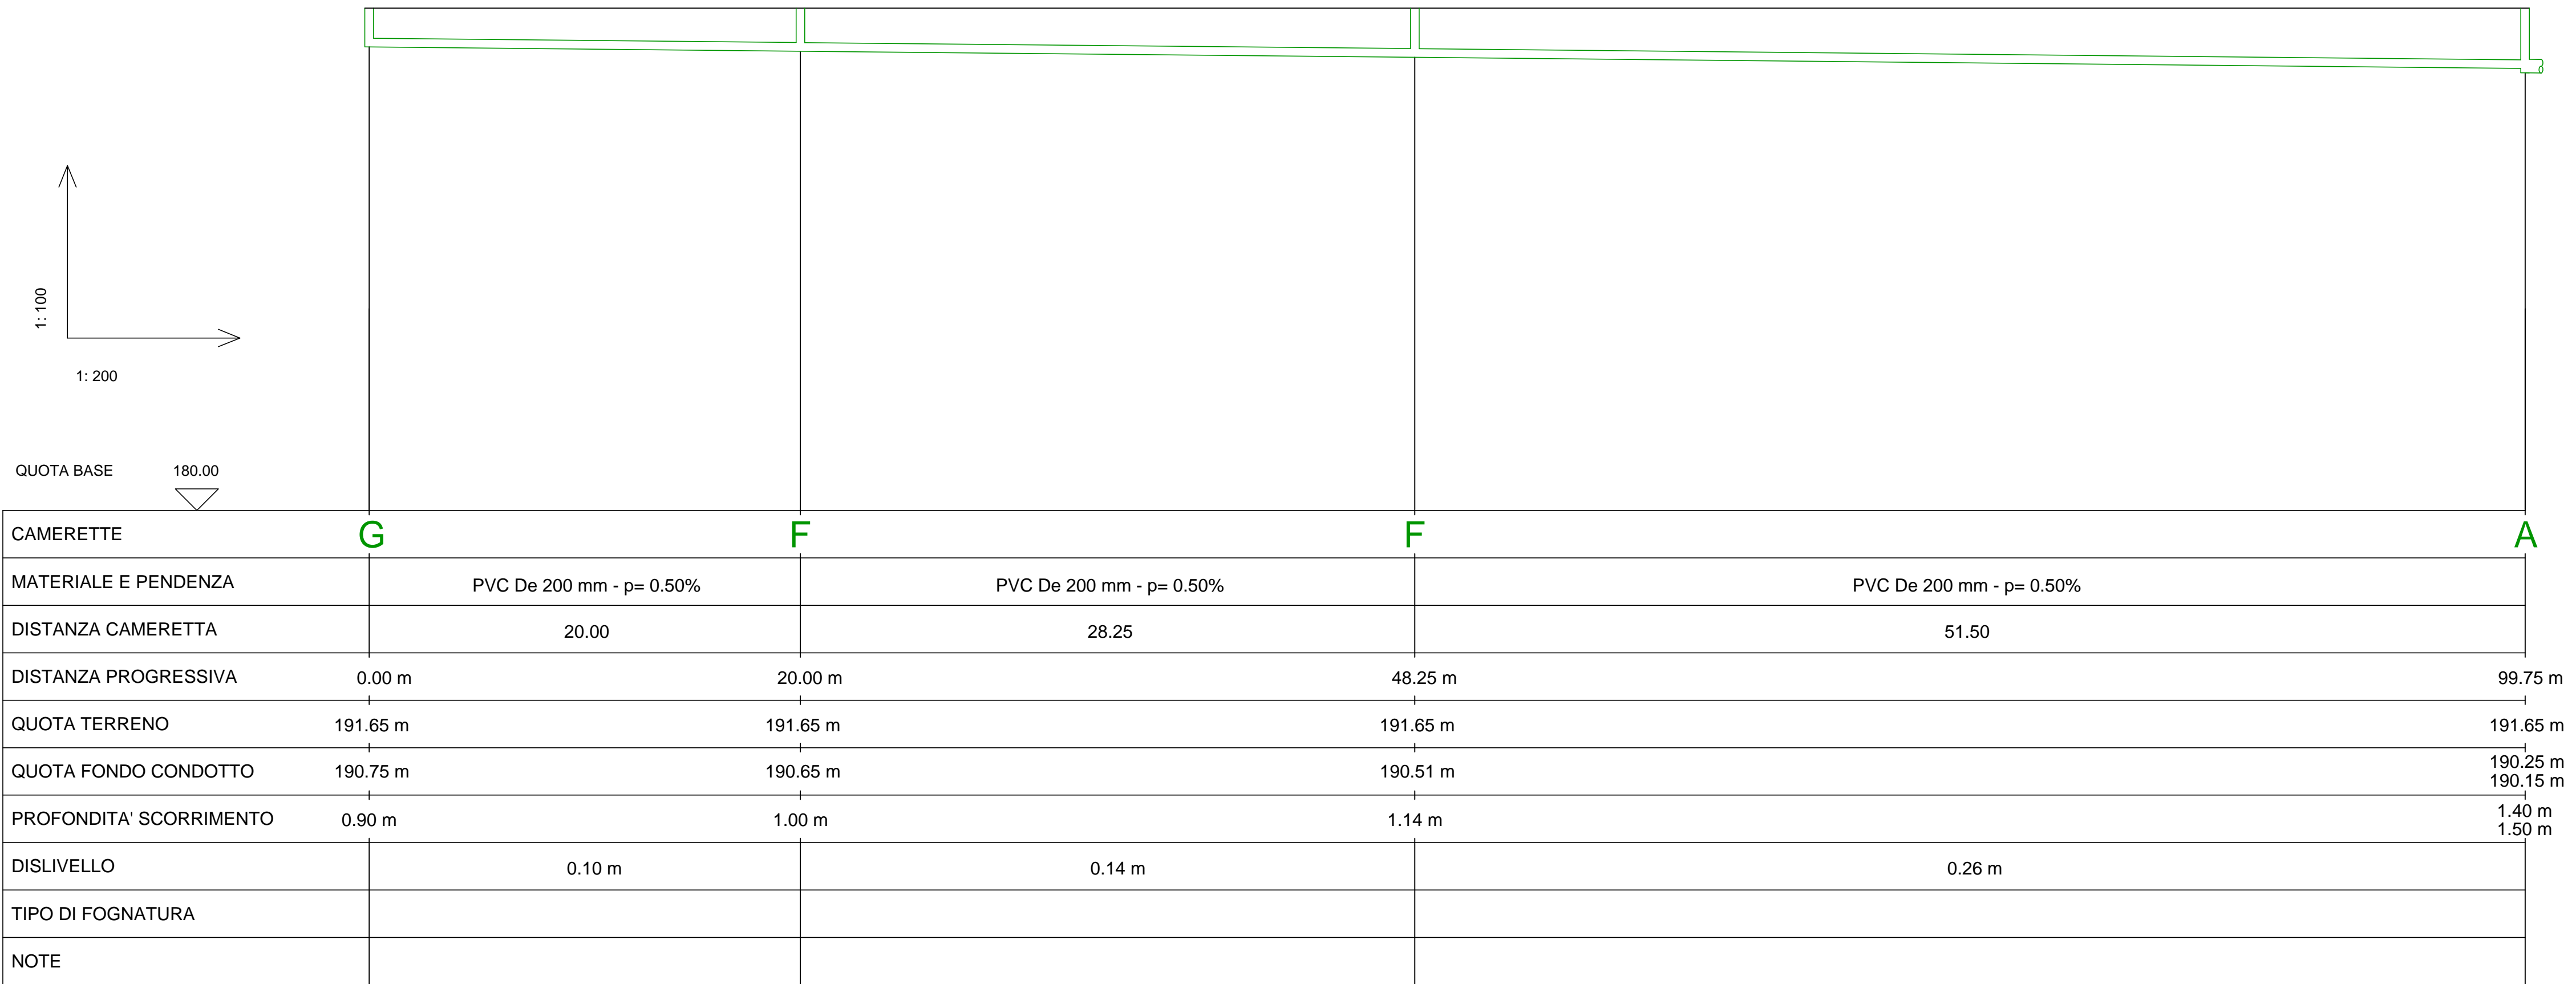 1: 100
1: 200
QUOTA BASE 180.00
CAMERETTE G F F A
MATERIALE E PENDENZA PVC De 200 mm - p= 0.50% PVC De 200 mm - p= 0.50% PVC De 200 mm - p= 0.50%
DISTANZA CAMERETTA 20.00 28.25 51.50
DISTANZA PROGRESSIVA 0.00 m 20.00 m 48.25 m 99.75 m
QUOTA TERRENO 191.65 m 191.65 m 191.65 m 191.65 m
QUOTA FONDO CONDOTTO 190.75 m 190.65 m 190.51 m 190.25 m
190.15 m
PROFONDITA' SCORRIMENTO 0.90 m 1.00 m 1.14 m 1.40 m
1.50 m
DISLIVELLO 0.10 m 0.14 m 0.26 m
TIPO DI FOGNATURA
NOTE